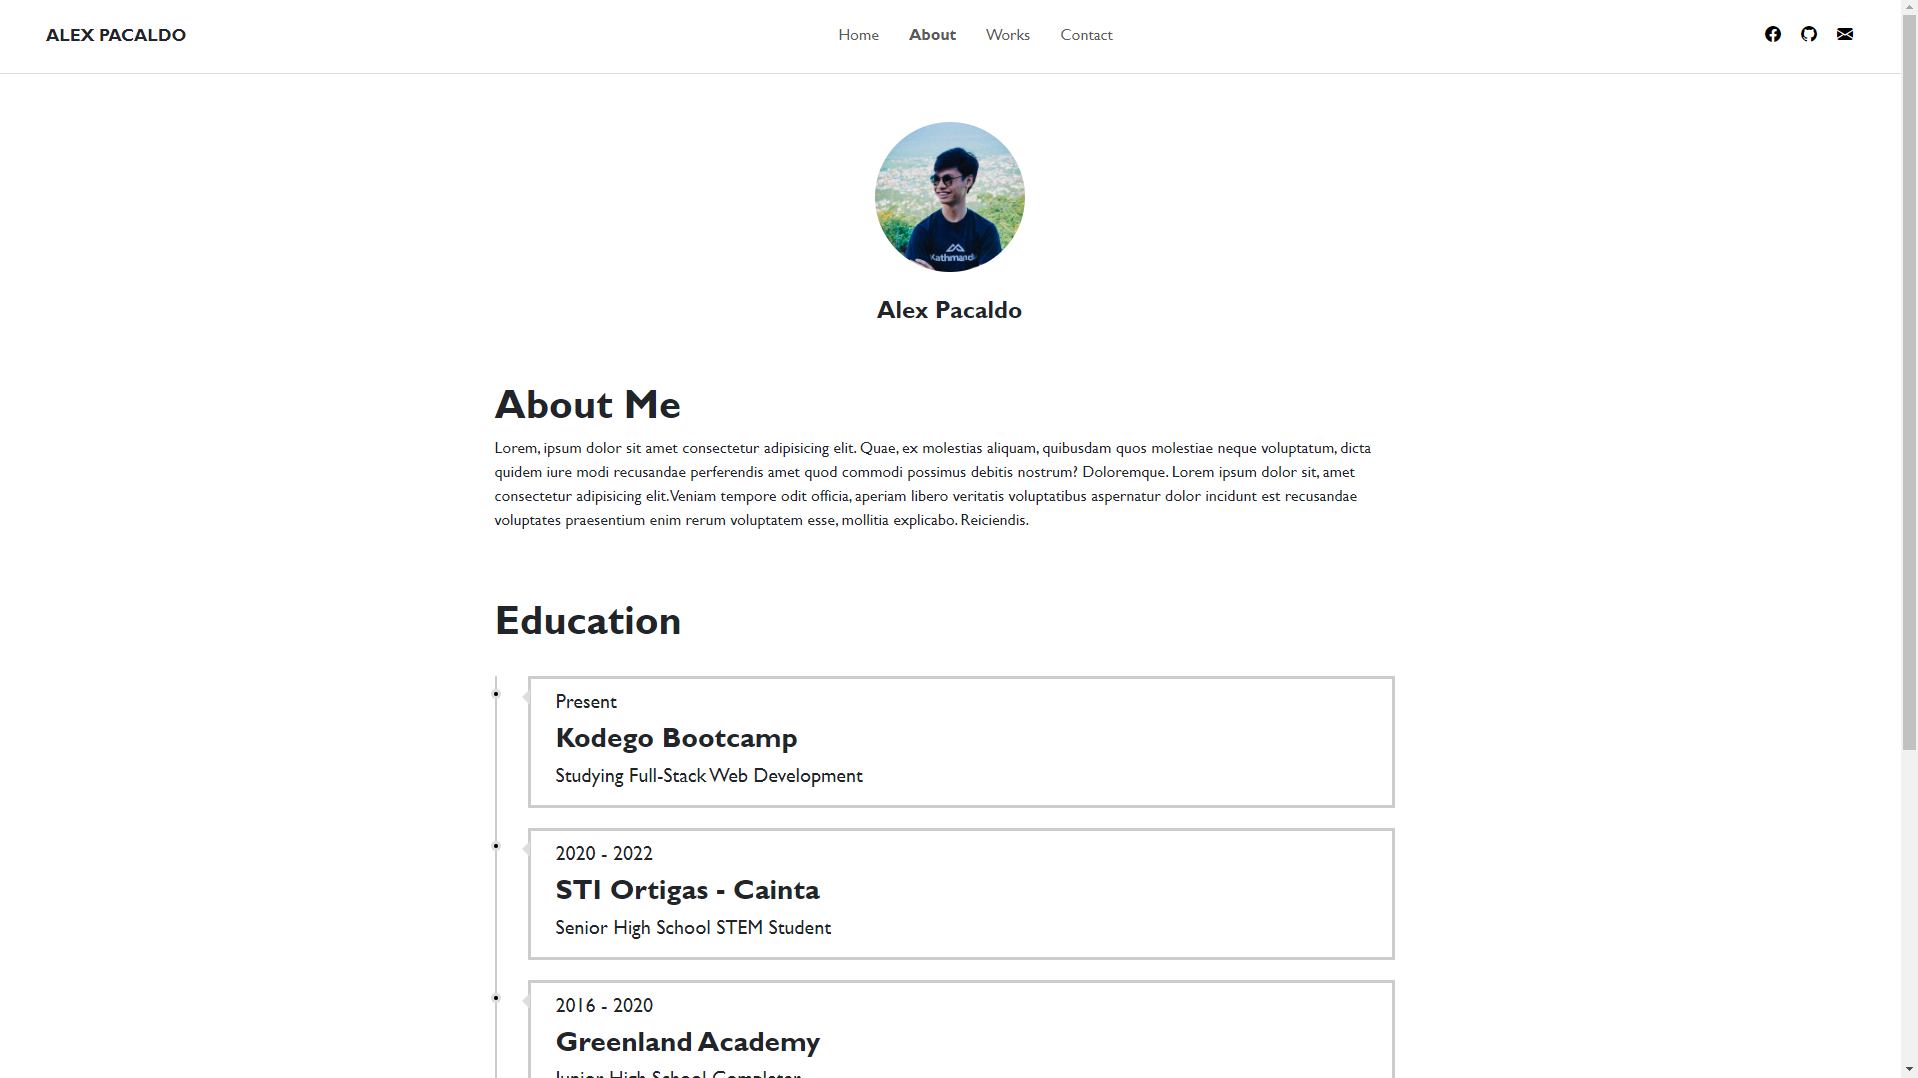 ALEX PACALDO
Home About Works Contact
Kathmandu
Alex Pacaldo
About Me
Lorem, ipsum dolor sit amet consectetur adipisicing elit. Quae, ex molestias aliquam, quibusdam quos molestiae neque voluptatum, dicta
quidem iure modi recusandae perferendis amet quod commodi possimus debitis nostrum? Doloremque. Lorem ipsum dolor sit, amet
consectetur adipisicing elit. Veniam tempore odit officia, aperiam libero veritatis voluptatibus aspernatur dolor incidunt est recusandae
voluptates praesentium enim rerum voluptatem esse, mollitia explicabo. Reiciendis.
Education
Present
Kodego Bootcamp
Studying Full-Stack Web Development
2020 - 2022
STI Ortigas - Cainta
Senior High School STEM Student
2016 - 2020
Greenland Academy
Junior High School Completer